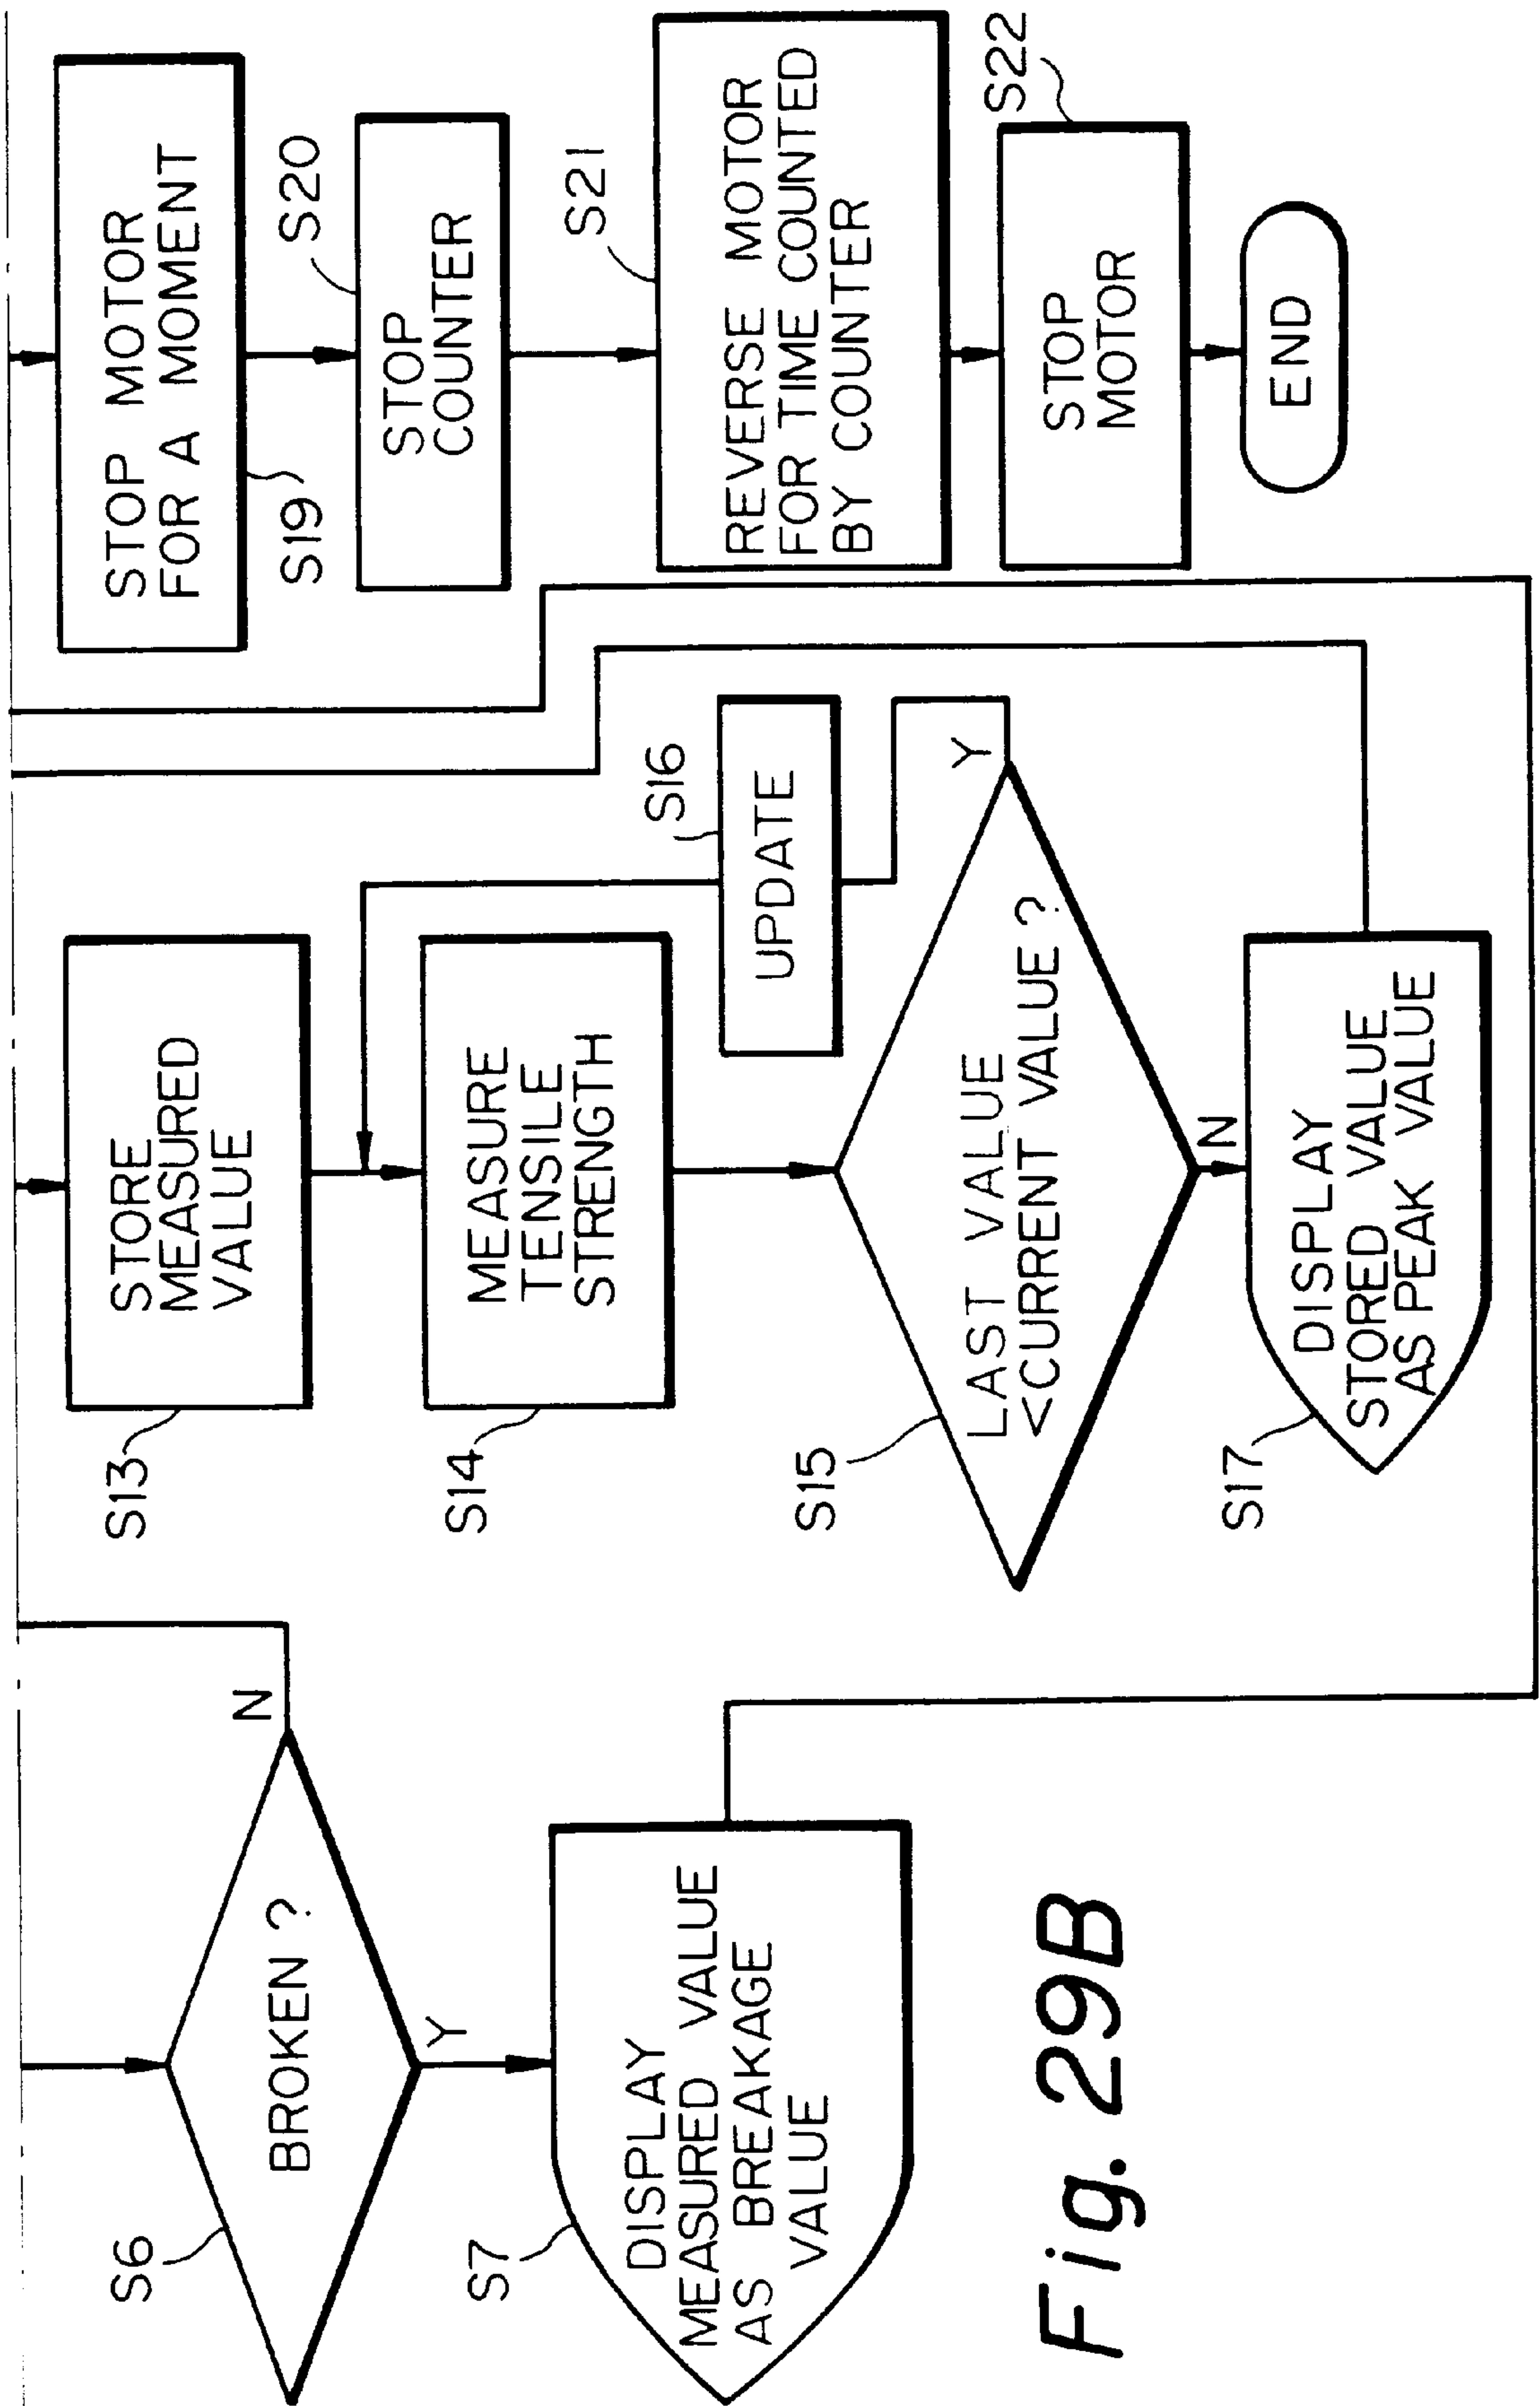 S6
BROKEN ?
N
Y
S7
DISPLAY
MEASURED VALUE
AS BREAKAGE
VALUE
S13
STORE
MEASURED
VALUE
S14
MEASURE
TENSILE
STRENGTH
S15
LAST VALUE
<CURRENT VALUE ?
Y
S16
UPDATE
N
S17
DISPLAY
STORED VALUE
AS PEAK VALUE
STOP MOTOR
FOR A MOMENT
S19
S20
STOP
COUNTER
S21
REVERSE MOTOR
FOR TIME COUNTED
BY COUNTER
S22
STOP
MOTOR
END
Fig. 29B